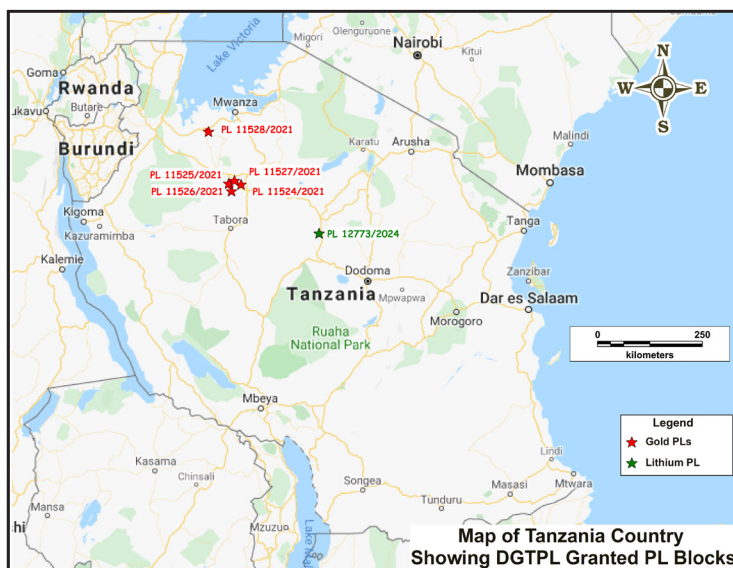 Olenguruone
Migori
Nairobi
Kitui
Lake Victoria
Goma
Rwanda
Butare
ukavu
Mwanza
N
W
E
S
PL 11528/2021
Burundi
Karatu
Arusha
Malindi
PL 11525/2021
PL 11527/2021
PL 11526/2021
PL 11524/2021
Mombasa
Kigoma
Kazuramimba
Tabora
PL 12773/2024
Tanga
Kalemie
Dodoma
Zanzibar
Tanzania
Mpwapwa
Dar es Salaam
Morogoro
Ruaha
National Park
0
250
kilometers
Mbeya
Legend
Gold PLs
Lithium PL
Lindi
Kasama
Chinsali
Songea
Masasi
Mtwara
Tunduru
Mansa
Mzuzu
hi
Map of Tanzania Country
Showing DGTPL Granted PL Blocks